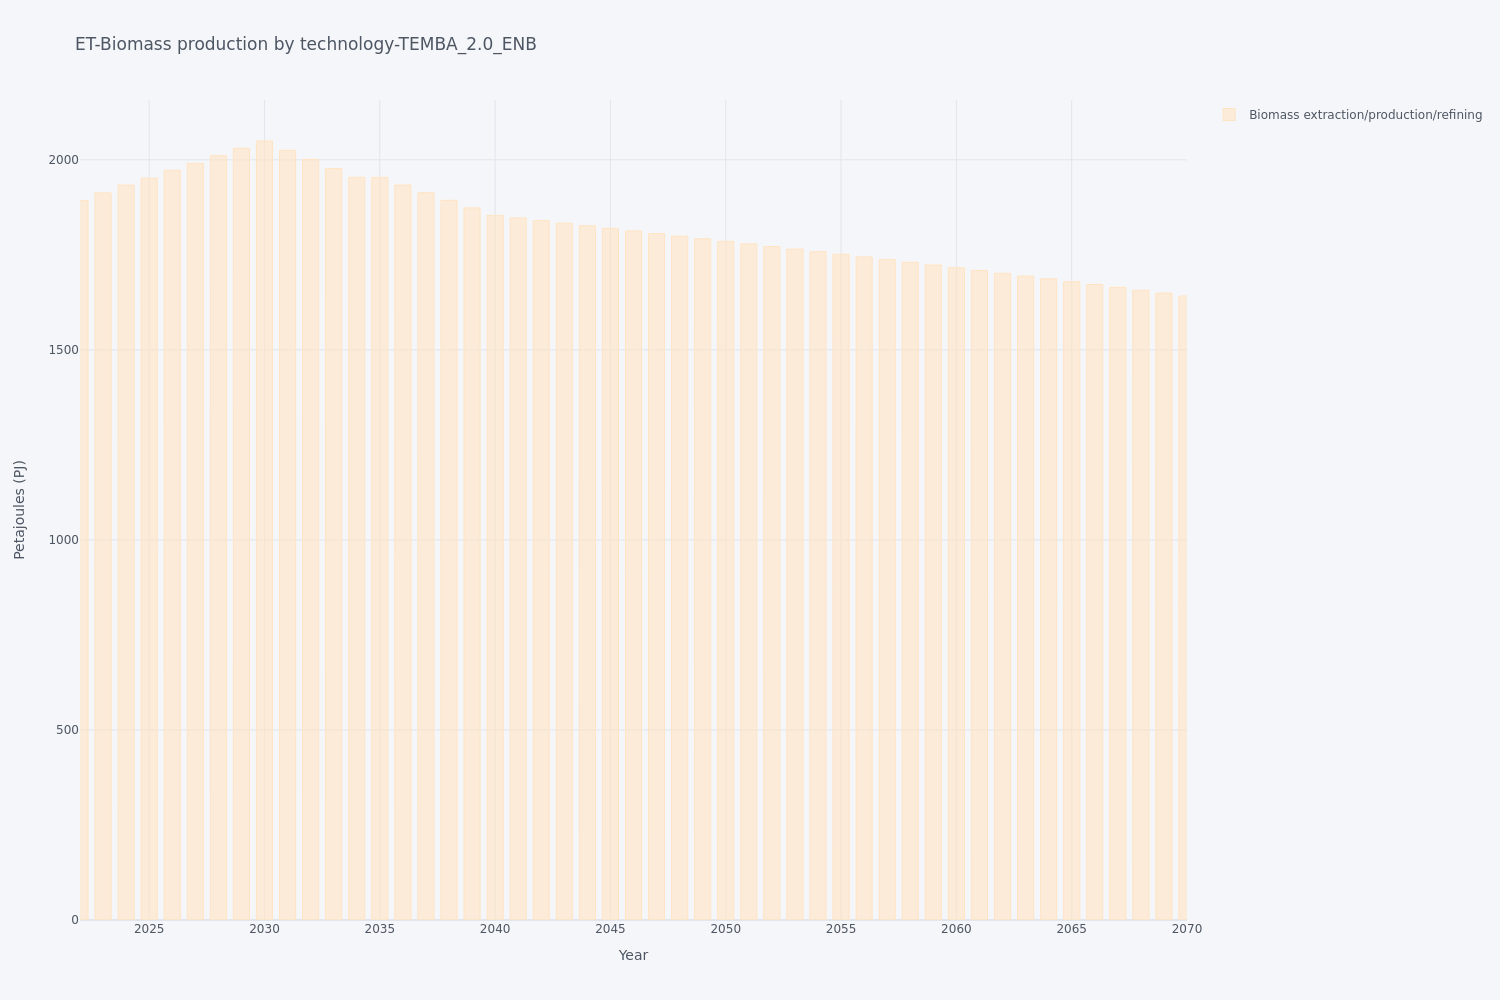 ET-Biomass production by technology-TEMBA_2.0_ENB
Biomass extraction/production/refining
2000
1500
1000
500
0
Petajoules (PJ)
2025 2030 2035 2040 2045 2050 2055 2060 2065 2070
Year